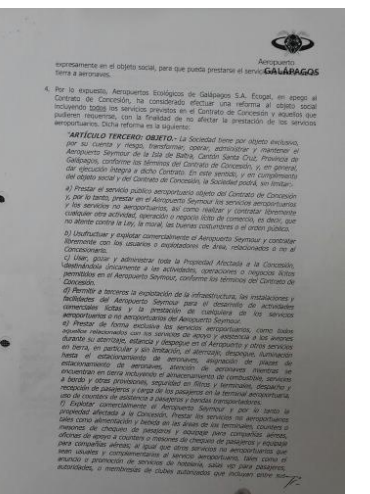 Aeropuerto
GALÁPAGOS
expresamente en el objeto social, para que pueda prestarse el servicio
tierra a aeronaves.
4. Por lo expuesto, Aeropuertos Ecológicos de Galápagos S.A. Ecogal, en apego al
Contrato de Concesión, ha considerado efectuar una reforma al objeto social
incluyendo todos los servicios previstos en el Contrato de Concesión y aquellos que
pudieren requerirse, con la finalidad de no afectar la prestación de los servicios
aeroportuarios. Dicha reforma es la siguiente:
"ARTÍCULO TERCERO: OBJETO.- La Sociedad tiene por objeto exclusivo,
por su cuenta y riesgo, transformar, operar, administrar y mantener el
Aeropuerto Seymour de la Isla de Baltra, Cantón Santa Cruz, Provincia de
Galápagos, conforme los términos del Contrato de Concesión, y, en general,
dar ejecución íntegra a dicho Contrato. En este sentido, y en cumplimiento
del objeto social y del Contrato de Concesión, la Sociedad podrá, sin limitar:
a) Prestar el servicio público aeroportuario objeto del Contrato de Concesión
y, por lo tanto, prestar en el Aeropuerto Seymour los servicios aeroportuarios
y los servicios no aeroportuarios, así como realizar y contratar libremente
cualquier otra actividad, operación o negocio lícito de comercio, es decir, que
no atente contra la Ley, la moral, las buenas costumbres o el orden público.
b) Usufructuar y explotar comercialmente el Aeropuerto Seymour y contratar
libremente con los usuarios o explotadores de área, relacionados o no al
Concesionario.
c) Usar, gozar y administrar toda la Propiedad Afectada a la Concesión,
destinándola únicamente a las actividades, operaciones o negocios lícitos
permitidos en el Aeropuerto Seymour, conforme los términos del Contrato de
Concesión.
d) Permitir a terceros la explotación de la infraestructura, las instalaciones y
facilidades del Aeropuerto Seymour para el desarrollo de actividades
comerciales lícitas y la prestación de cualquiera de los servicios
aeroportuarios o no aeroportuarios del Aeropuerto Seymour.
e) Prestar de forma exclusiva los servicios aeroportuarios, como todos
aquellos relacionados con los servicios de apoyo y asistencia a los aviones
durante su aterrizaje, estancia y despegue en el Aeropuerto y otros servicios
en tierra, en particular y sin limitación, el aterrizaje, despegue, iluminación
hasta el estacionamiento de aeronaves, asignación de plazas de
estacionamiento de aeronaves, atención de aeronaves mientras se
encuentran en tierra incluyendo el almacenamiento de combustible, servicios
a bordo y otras provisiones, seguridad en filtros y terminales, despacho y
recepción de pasajeros y carga de los pasajeros en la terminal aeroportuaria,
uso de counters de asistencia a pasajeros y bandas transportadoras.
f) Explotar comercialmente el Aeropuerto Seymour y por lo tanto la
propiedad afectada a la Concesión. Prestar los servicios no aeroportuarios
tales como alimentación y bebida en las áreas de los terminales, counters o
mesones de chequeo de pasajeros y equipaje para compañías aéreas,
oficinas de apoyo a counters o mesones de chequeo de pasajeros y equipaje
para compañías aéreas; al igual que otros servicios no aeroportuarios que
sean usuales y complementarios al servicio aeroportuario, tales como el
anuncio o promoción de servicios de hotelería, salas vip para pasajeros,
autoridades, o membresías de clubes autorizados que incluyan entre sus